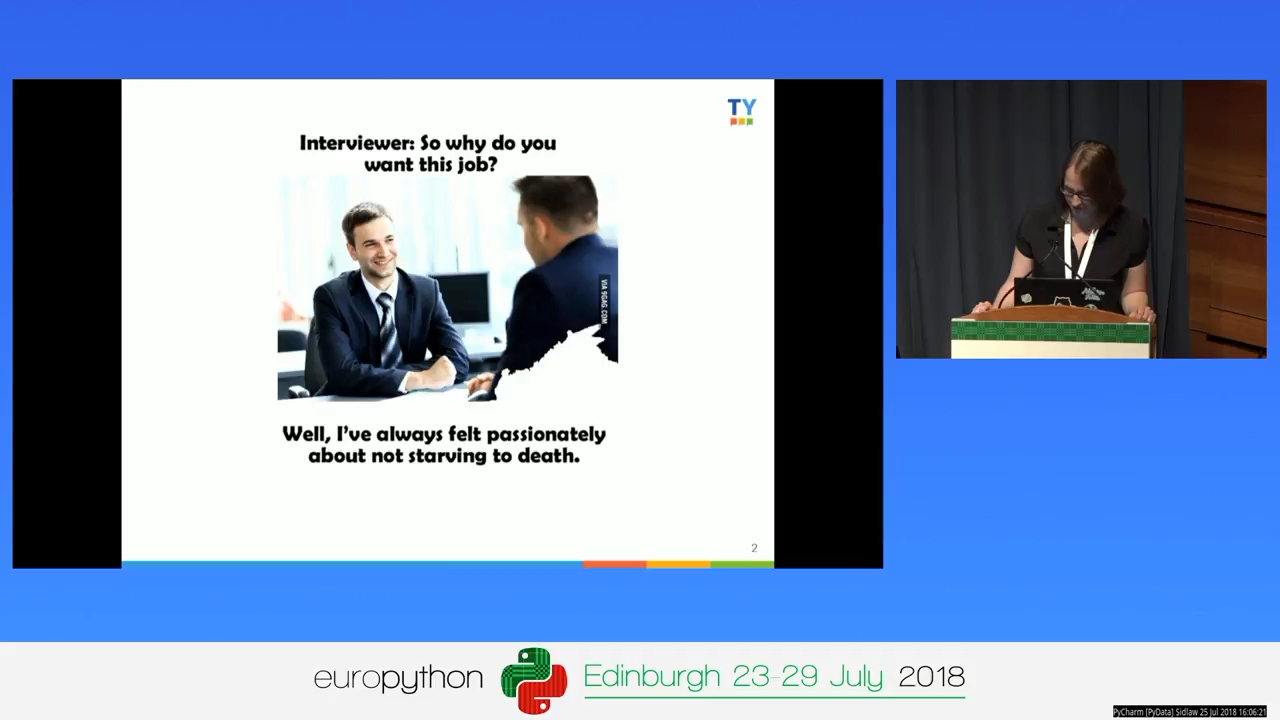 TY
Interviewer: So why do you
want this job?
VIA 9GAG.COM
Well, I've always felt passionately
about not starving to death.
2
europython
Edinburgh 23-29 July 2018
PyCharm [PyData] Sidlaw 25 Jul 2018 16:06:21